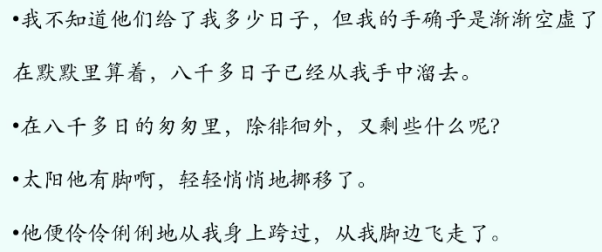 •我不知道他们给了我多少日子，但我的手确乎是渐渐空虚了
在默默里算着，八千多日子已经从我手中溜去。
•在八千多日的匆匆里，除徘徊外，又剩些什么呢？
•太阳他有脚啊，轻轻悄悄地挪移了。
•他便伶伶俐俐地从我身上跨过，从我脚边飞走了。